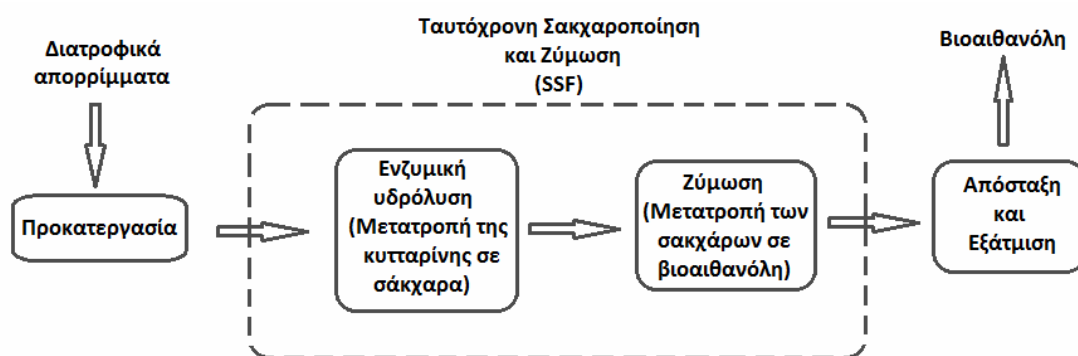 Διατροφικά
απορρίμματα
Προκατεργασία
Ταυτόχρονη Σακχαροποίηση
και Ζύμωση
(SSF)
Ενζυμική
υδρόλυση
(Μετατροπή της
κυτταρίνης σε
σάκχαρα)
Ζύμωση
(Μετατροπή των
σακχάρων σε
βιοαιθανόλη)
Βιοαιθανόλη
Απόσταξη
και
Εξάτμιση